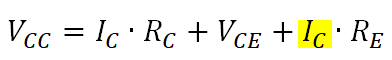 V_CC = I_C · R_C + V_CE + I_C · R_E